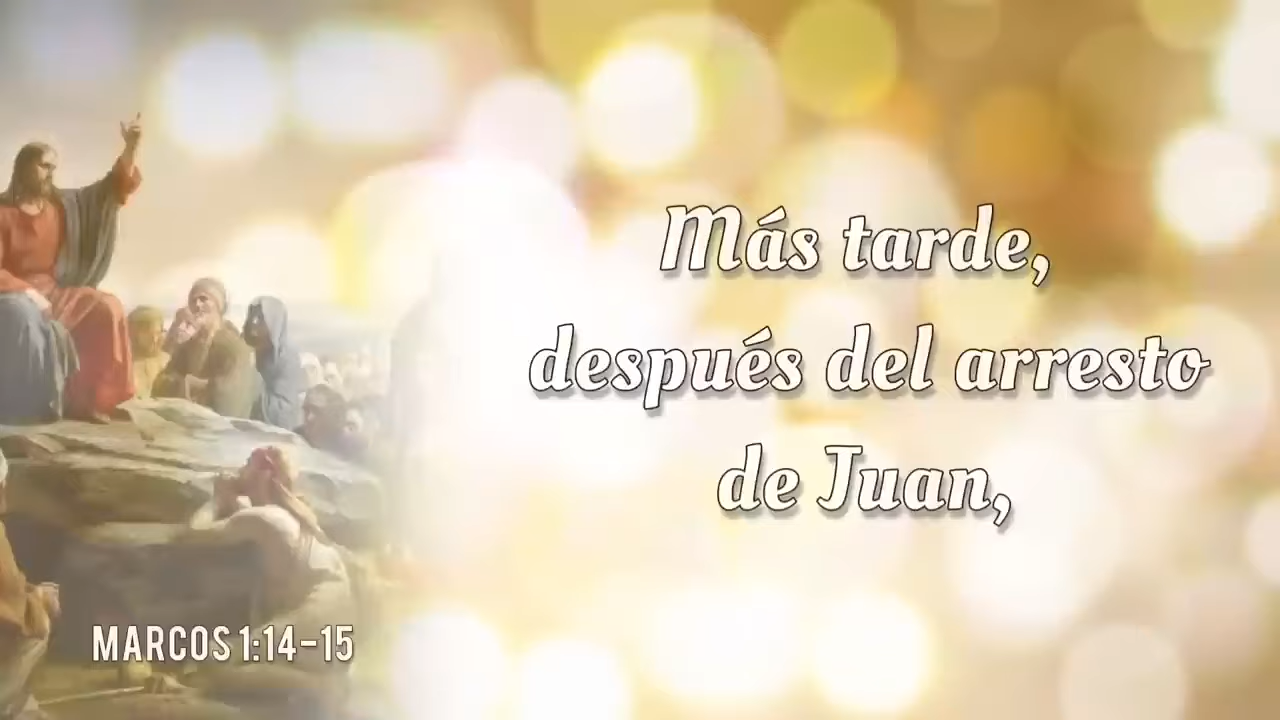 Más tarde,
después del arresto
de Juan,
MARCOS 1:14-15